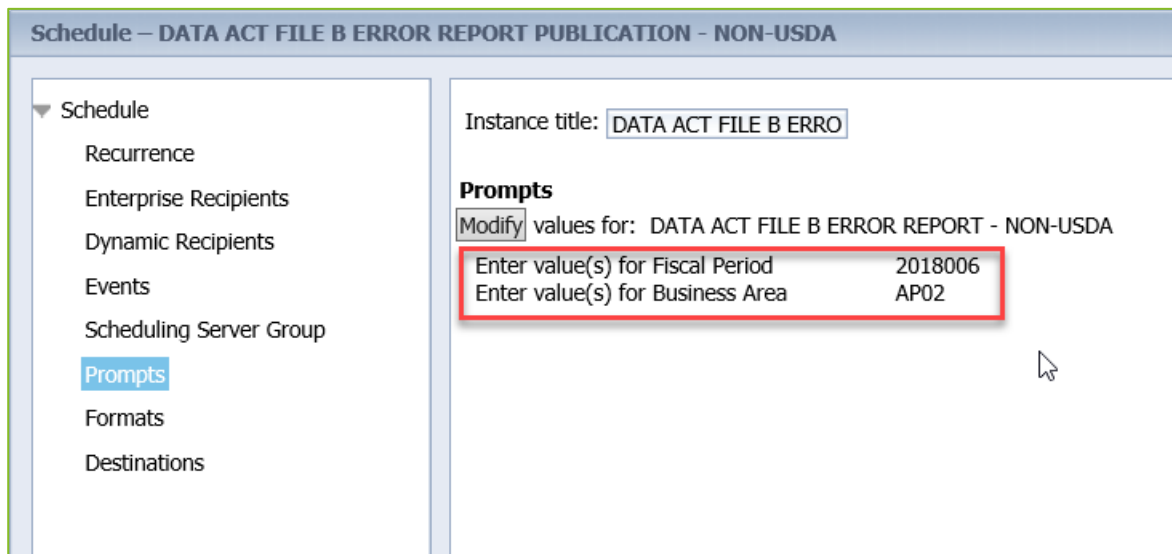 Schedule – DATA ACT FILE B ERROR REPORT PUBLICATION - NON-USDA
Schedule
Recurrence
Enterprise Recipients
Dynamic Recipients
Events
Scheduling Server Group
Prompts
Formats
Destinations
Instance title: DATA ACT FILE B ERRO
Prompts
Modify values for: DATA ACT FILE B ERROR REPORT - NON-USDA
Enter value(s) for Fiscal Period 2018006
Enter value(s) for Business Area AP02